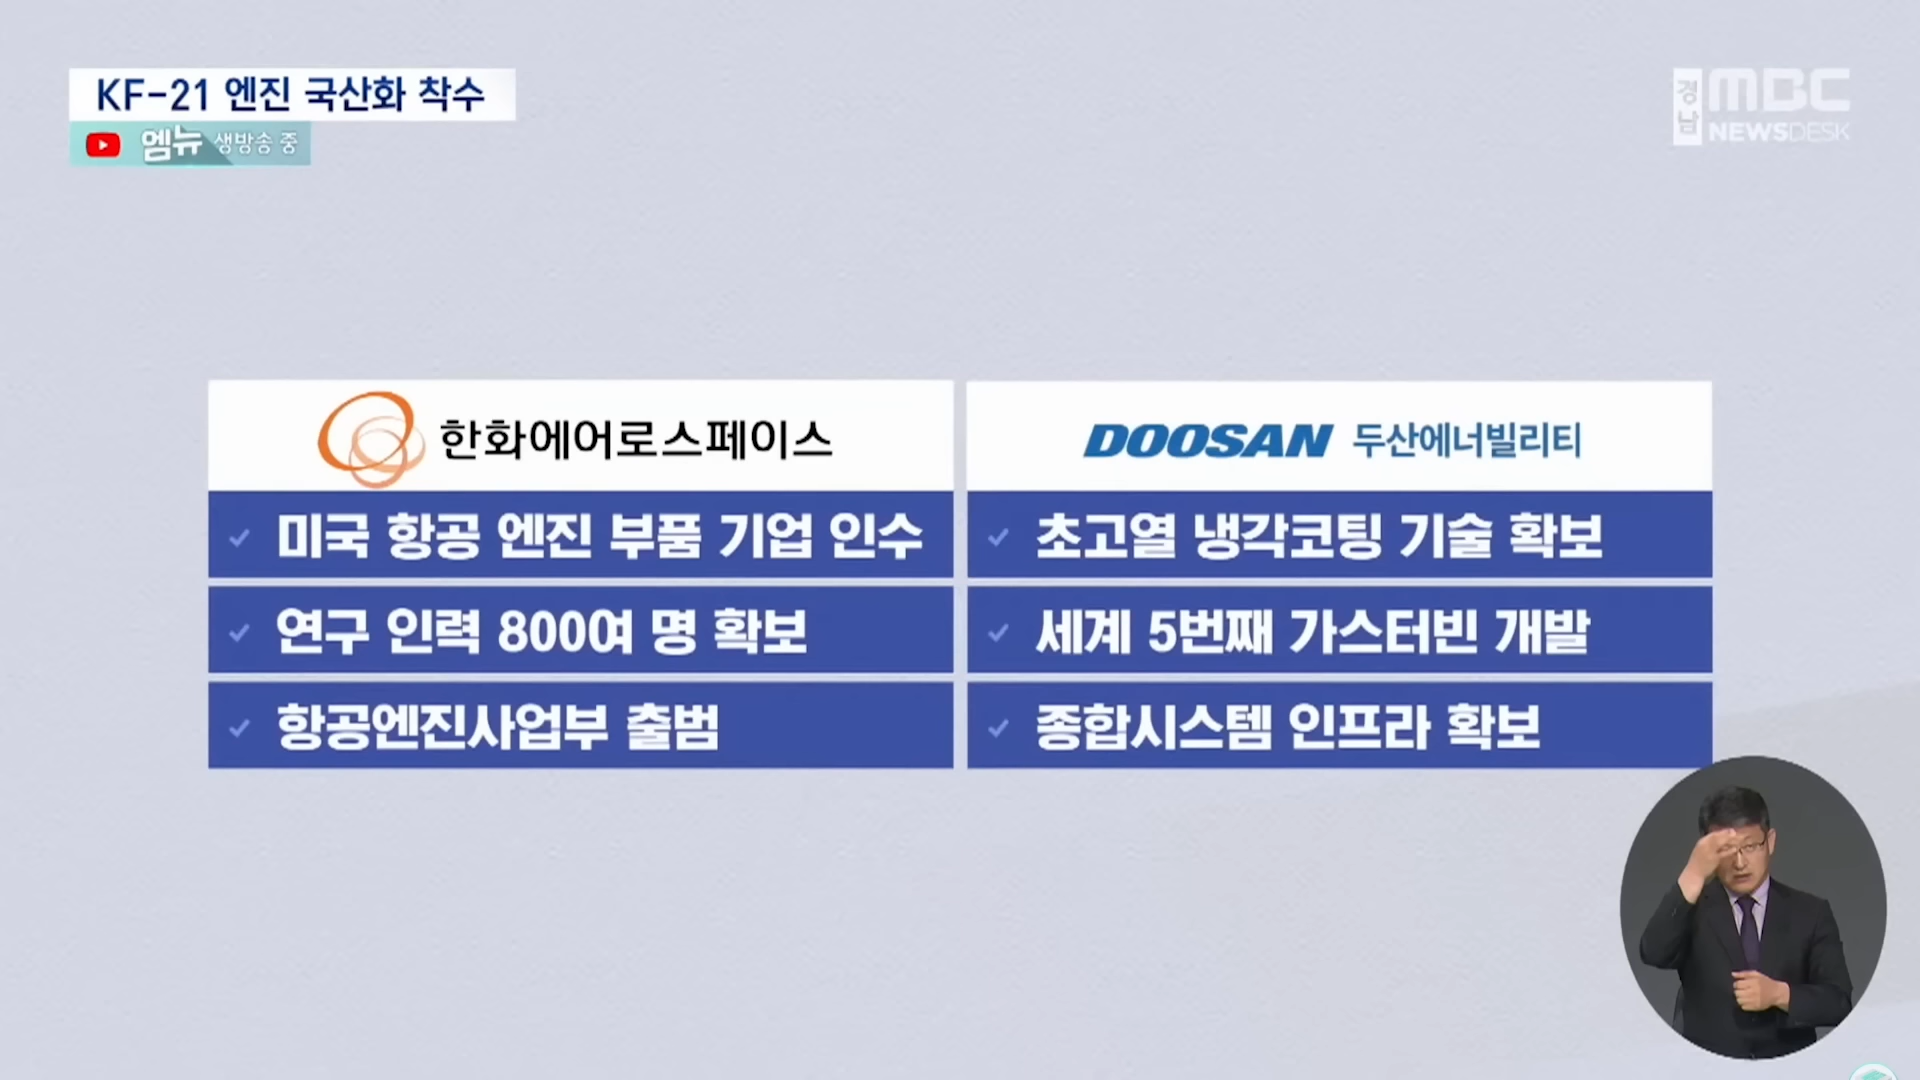 KF-21 엔진 국산화 착수
엠뉴 생방송 중
경남 MBC
NEWSDESK
한화에어로스페이스
미국 항공 엔진 부품 기업 인수
연구 인력 800여 명 확보
항공엔진사업부 출범
DOOSAN 두산에너빌리티
초고열 냉각코팅 기술 확보
세계 5번째 가스터빈 개발
종합시스템 인프라 확보